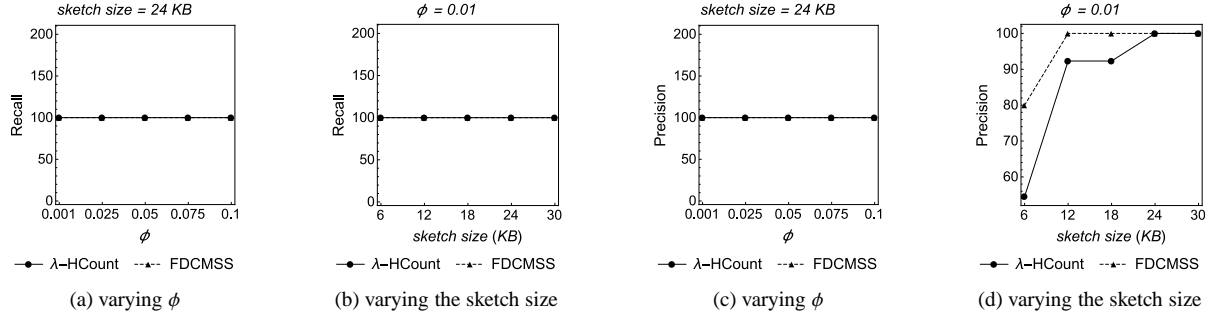 sketch size = 24 KB
Recall
200
150
100
50
0
0.001 0.025 0.05 0.075 0.1
ϕ
λ−HCount FDCMSS
(a) varying ϕ
ϕ = 0.01
Recall
200
150
100
50
0
6 12 18 24 30
sketch size (KB)
λ−HCount FDCMSS
(b) varying the sketch size
sketch size = 24 KB
Precision
200
150
100
50
0
0.001 0.025 0.05 0.075 0.1
ϕ
λ−HCount FDCMSS
(c) varying ϕ
ϕ = 0.01
Precision
100
90
80
70
60
6 12 18 24 30
sketch size (KB)
λ−HCount FDCMSS
(d) varying the sketch size